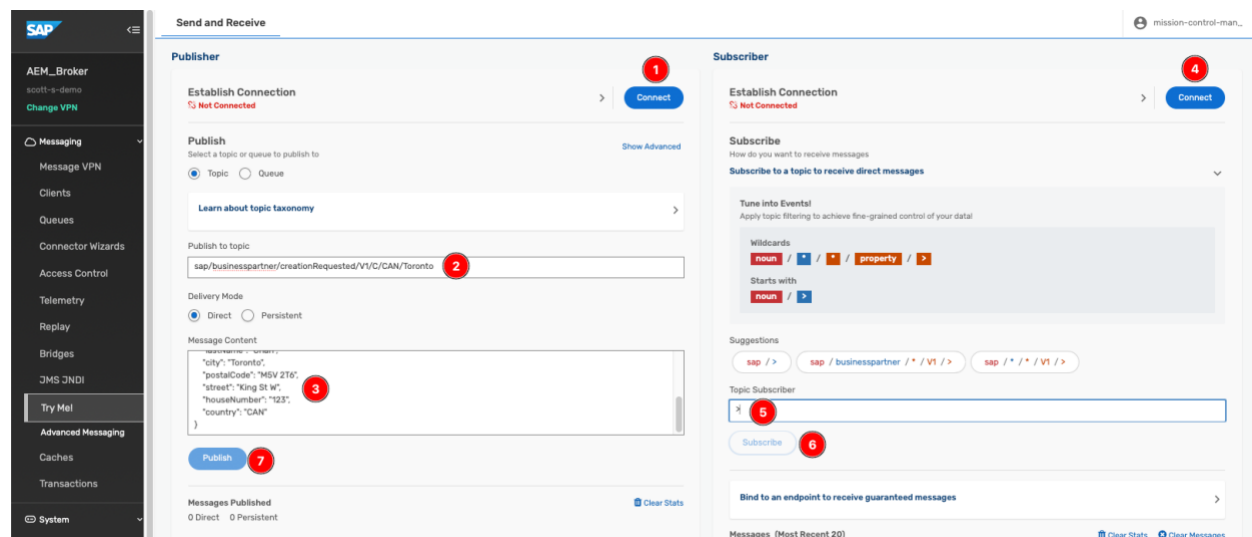 SAP
Send and Receive
mission-control-man_
AEM_Broker
scott-s-demo
Change VPN
Messaging
Message VPN
Clients
Queues
Connector Wizards
Access Control
Telemetry
Replay
Bridges
JMS JNDI
Try Me!
Advanced Messaging
Caches
Transactions
System
Publisher
1
Establish Connection
Not Connected
Connect
Publish
Select a topic or queue to publish to
Show Advanced
Topic Queue
Learn about topic taxonomy
Publish to topic
sap/businesspartner/creationRequested/V1/C/CAN/Toronto
2
Delivery Mode
Direct Persistent
Message Content
"lastName": "Chan",
"city": "Toronto",
"postalCode": "M5V 2T6",
"street": "King St W",
"houseNumber": "123",
"country": "CAN"
}
3
Publish
7
Messages Published
Clear Stats
0 Direct 0 Persistent
Subscriber
4
Establish Connection
Not Connected
Connect
Subscribe
How do you want to receive messages
Subscribe to a topic to receive direct messages
Tune into Events!
Apply topic filtering to achieve fine-grained control of your data!
Wildcards
noun / * / * / property / >
Starts with
noun / >
Suggestions
sap / > sap / businesspartner / * / V1 / > sap / * / * / V1 / >
Topic Subscriber
>
5
Subscribe
6
Bind to an endpoint to receive guaranteed messages
Messages (Most Recent 20)
Clear Stats Clear Messages